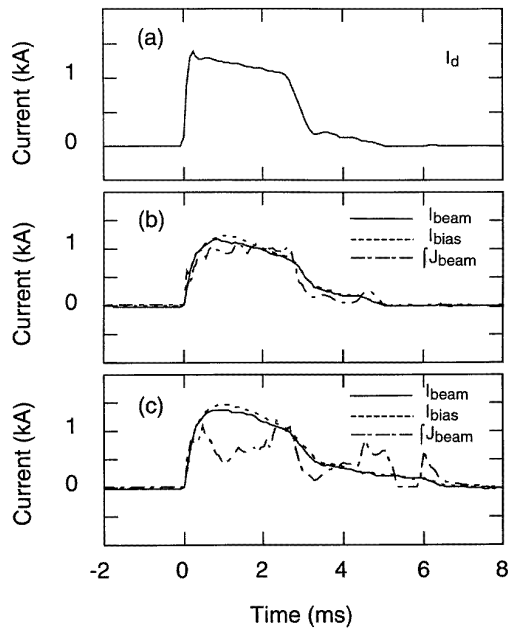 (a)
I_d
Current (kA)
1
0
(b)
I_beam
I_bias
∫J_beam
Current (kA)
1
0
(c)
I_beam
I_bias
∫J_beam
Current (kA)
1
0
-2 0 2 4 6 8
Time (ms)